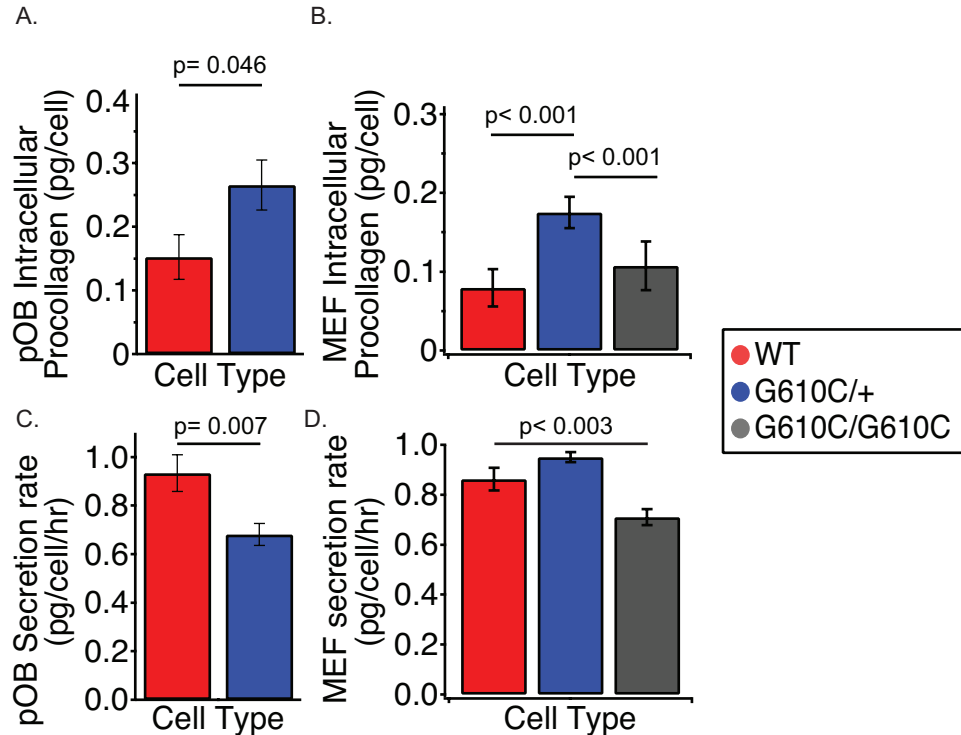 A.
p= 0.046
pOB Intracellular
Procollagen (pg/cell)
0.4
0.3
0.2
0.1
0
Cell Type
B.
p< 0.001
p< 0.001
MEF Intracellular
Procollagen (pg/cell)
0.3
0.2
0.1
0
Cell Type
WT
G610C/+
G610C/G610C
C.
p= 0.007
pOB Secretion rate
(pg/cell/hr)
1.0
0.8
0.6
0.4
0.2
0.0
Cell Type
D.
p< 0.003
MEF secretion rate
(pg/cell/hr)
1.0
0.8
0.6
0.4
0.2
0.0
Cell Type